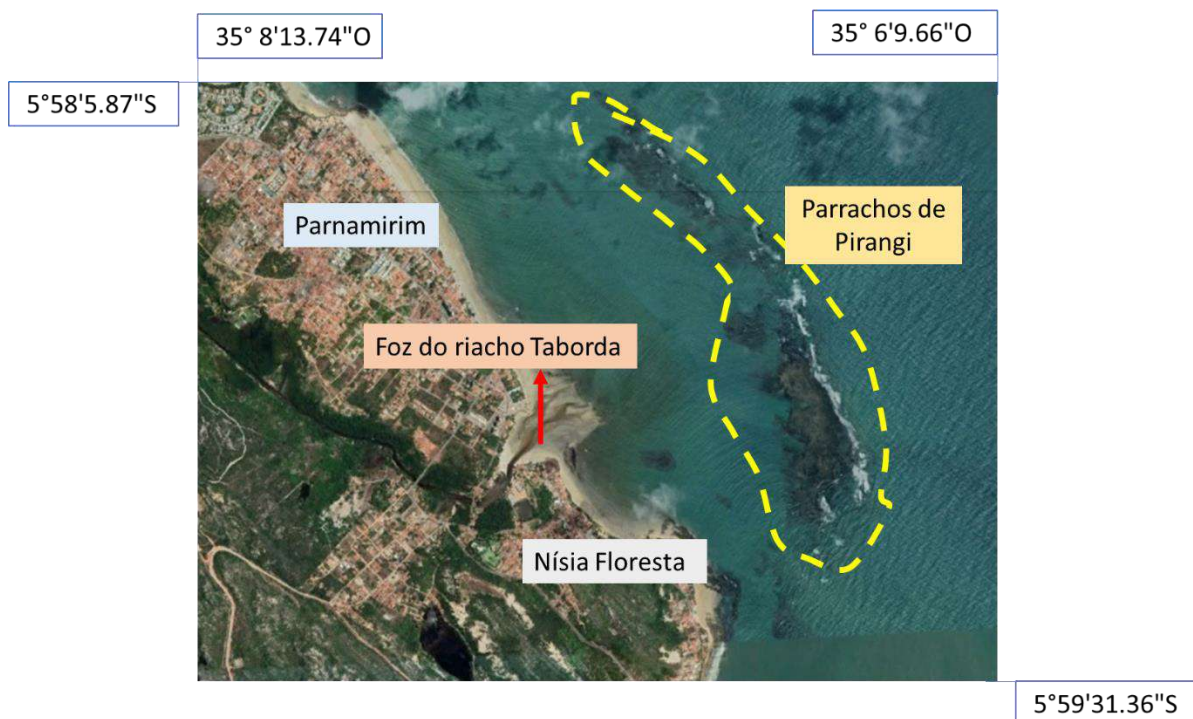 35° 8'13.74"O
35° 6'9.66"O
5°58'5.87"S
Parnamirim
Parrachos de
Pirangi
Foz do riacho Taborda
Nísia Floresta
5°59'31.36"S